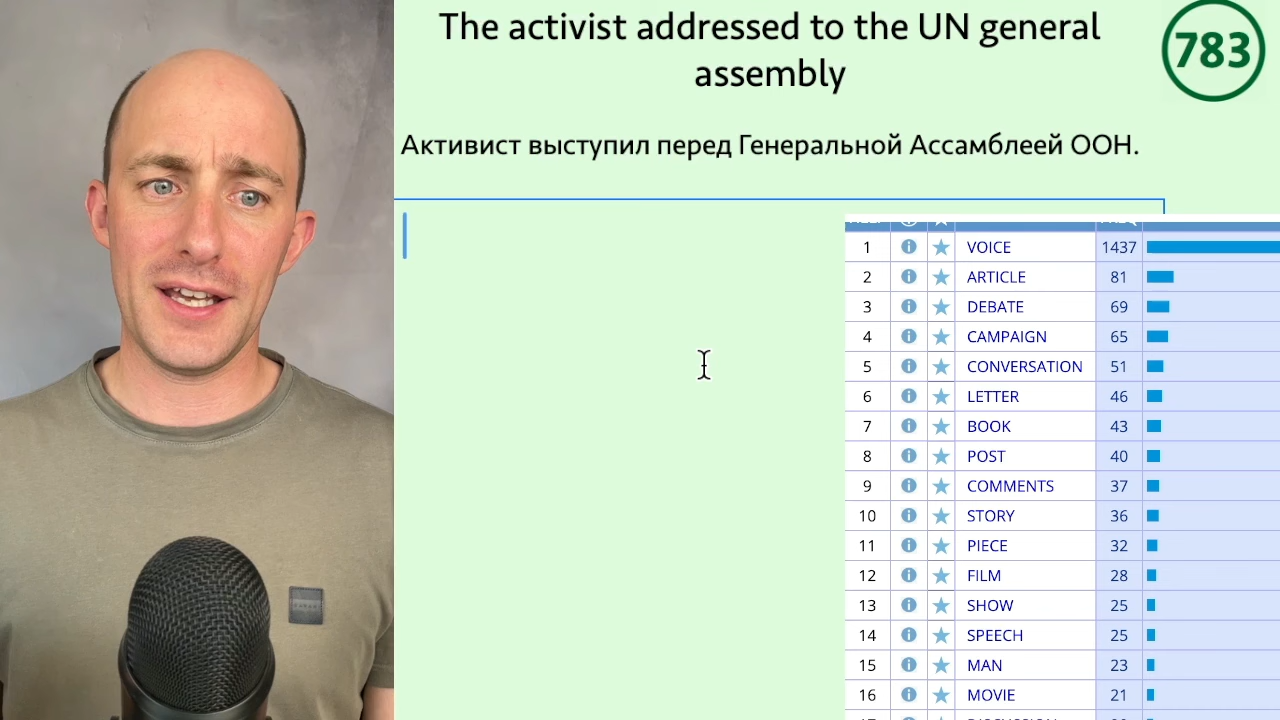 The activist addressed to the UN general
assembly
783
Активист выступил перед Генеральной Ассамблеей ООН.
1 VOICE 1437
2 ARTICLE 81
3 DEBATE 69
4 CAMPAIGN 65
5 CONVERSATION 51
6 LETTER 46
7 BOOK 43
8 POST 40
9 COMMENTS 37
10 STORY 36
11 PIECE 32
12 FILM 28
13 SHOW 25
14 SPEECH 25
15 MAN 23
16 MOVIE 21